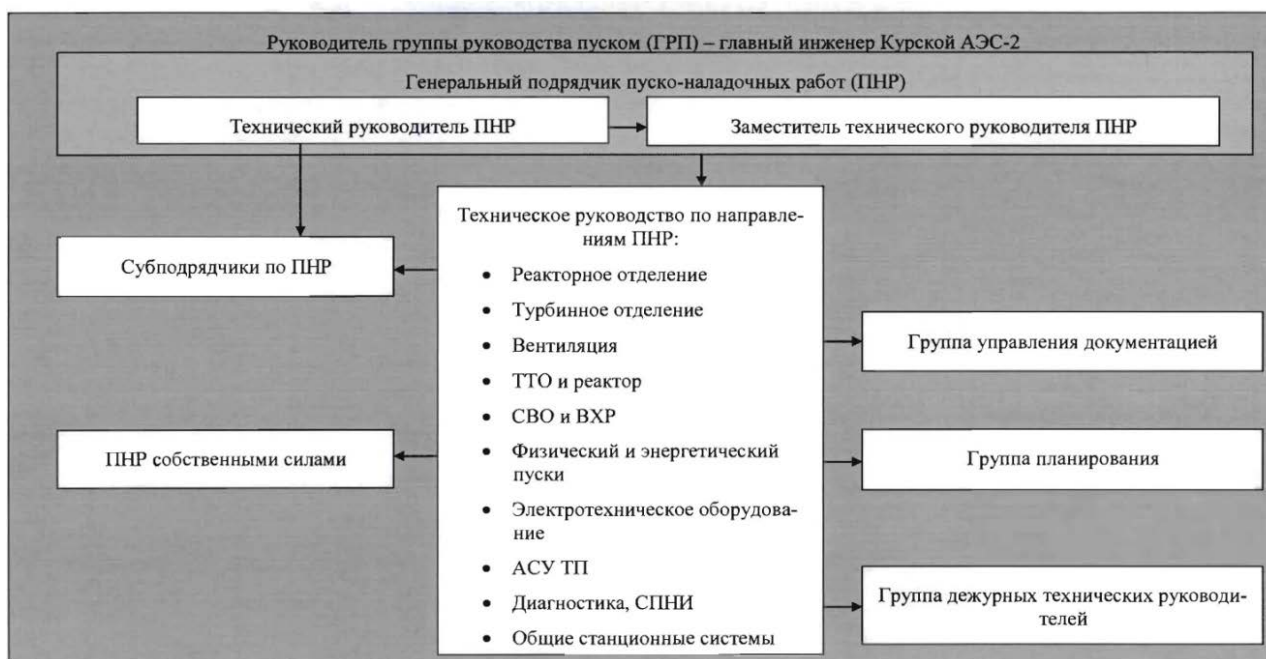 Руководитель группы руководства пуском (ГРП) – главный инженер Курской АЭС-2
Генеральный подрядчик пуско-наладочных работ (ПНР)
Технический руководитель ПНР
Заместитель технического руководителя ПНР
Техническое руководство по направле-
ниям ПНР:
• Реакторное отделение
• Турбинное отделение
• Вентиляция
• ТТО и реактор
• СВО и ВХР
• Физический и энергетический
пуски
• Электротехническое оборудова-
ние
• АСУ ТП
• Диагностика, СПНИ
• Общие станционные системы
Субподрядчики по ПНР
ПНР собственными силами
Группа управления документацией
Группа планирования
Группа дежурных технических руководи-
телей